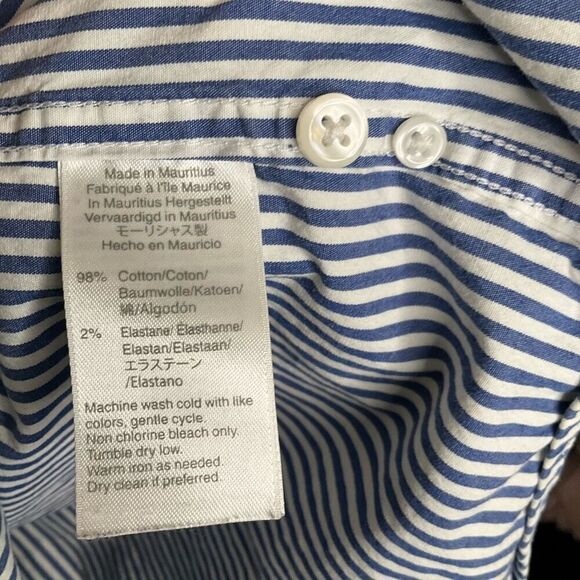 Made in Mauritius
Fabriqué à l'Île Maurice
In Mauritius Hergestellt
Vervaardigd in Mauritius
モーリシャス製
Hecho en Mauricio
98% Cotton/Coton/
Baumwolle/Katoen/
綿/Algodón
2% Elastane/ Élasthanne/
Elastan/Elastaan/
エラステーン
/Elastano
Machine wash cold with like
colors, gentle cycle.
Non chlorine bleach only.
Tumble dry low.
Warm iron as needed.
Dry clean if preferred.